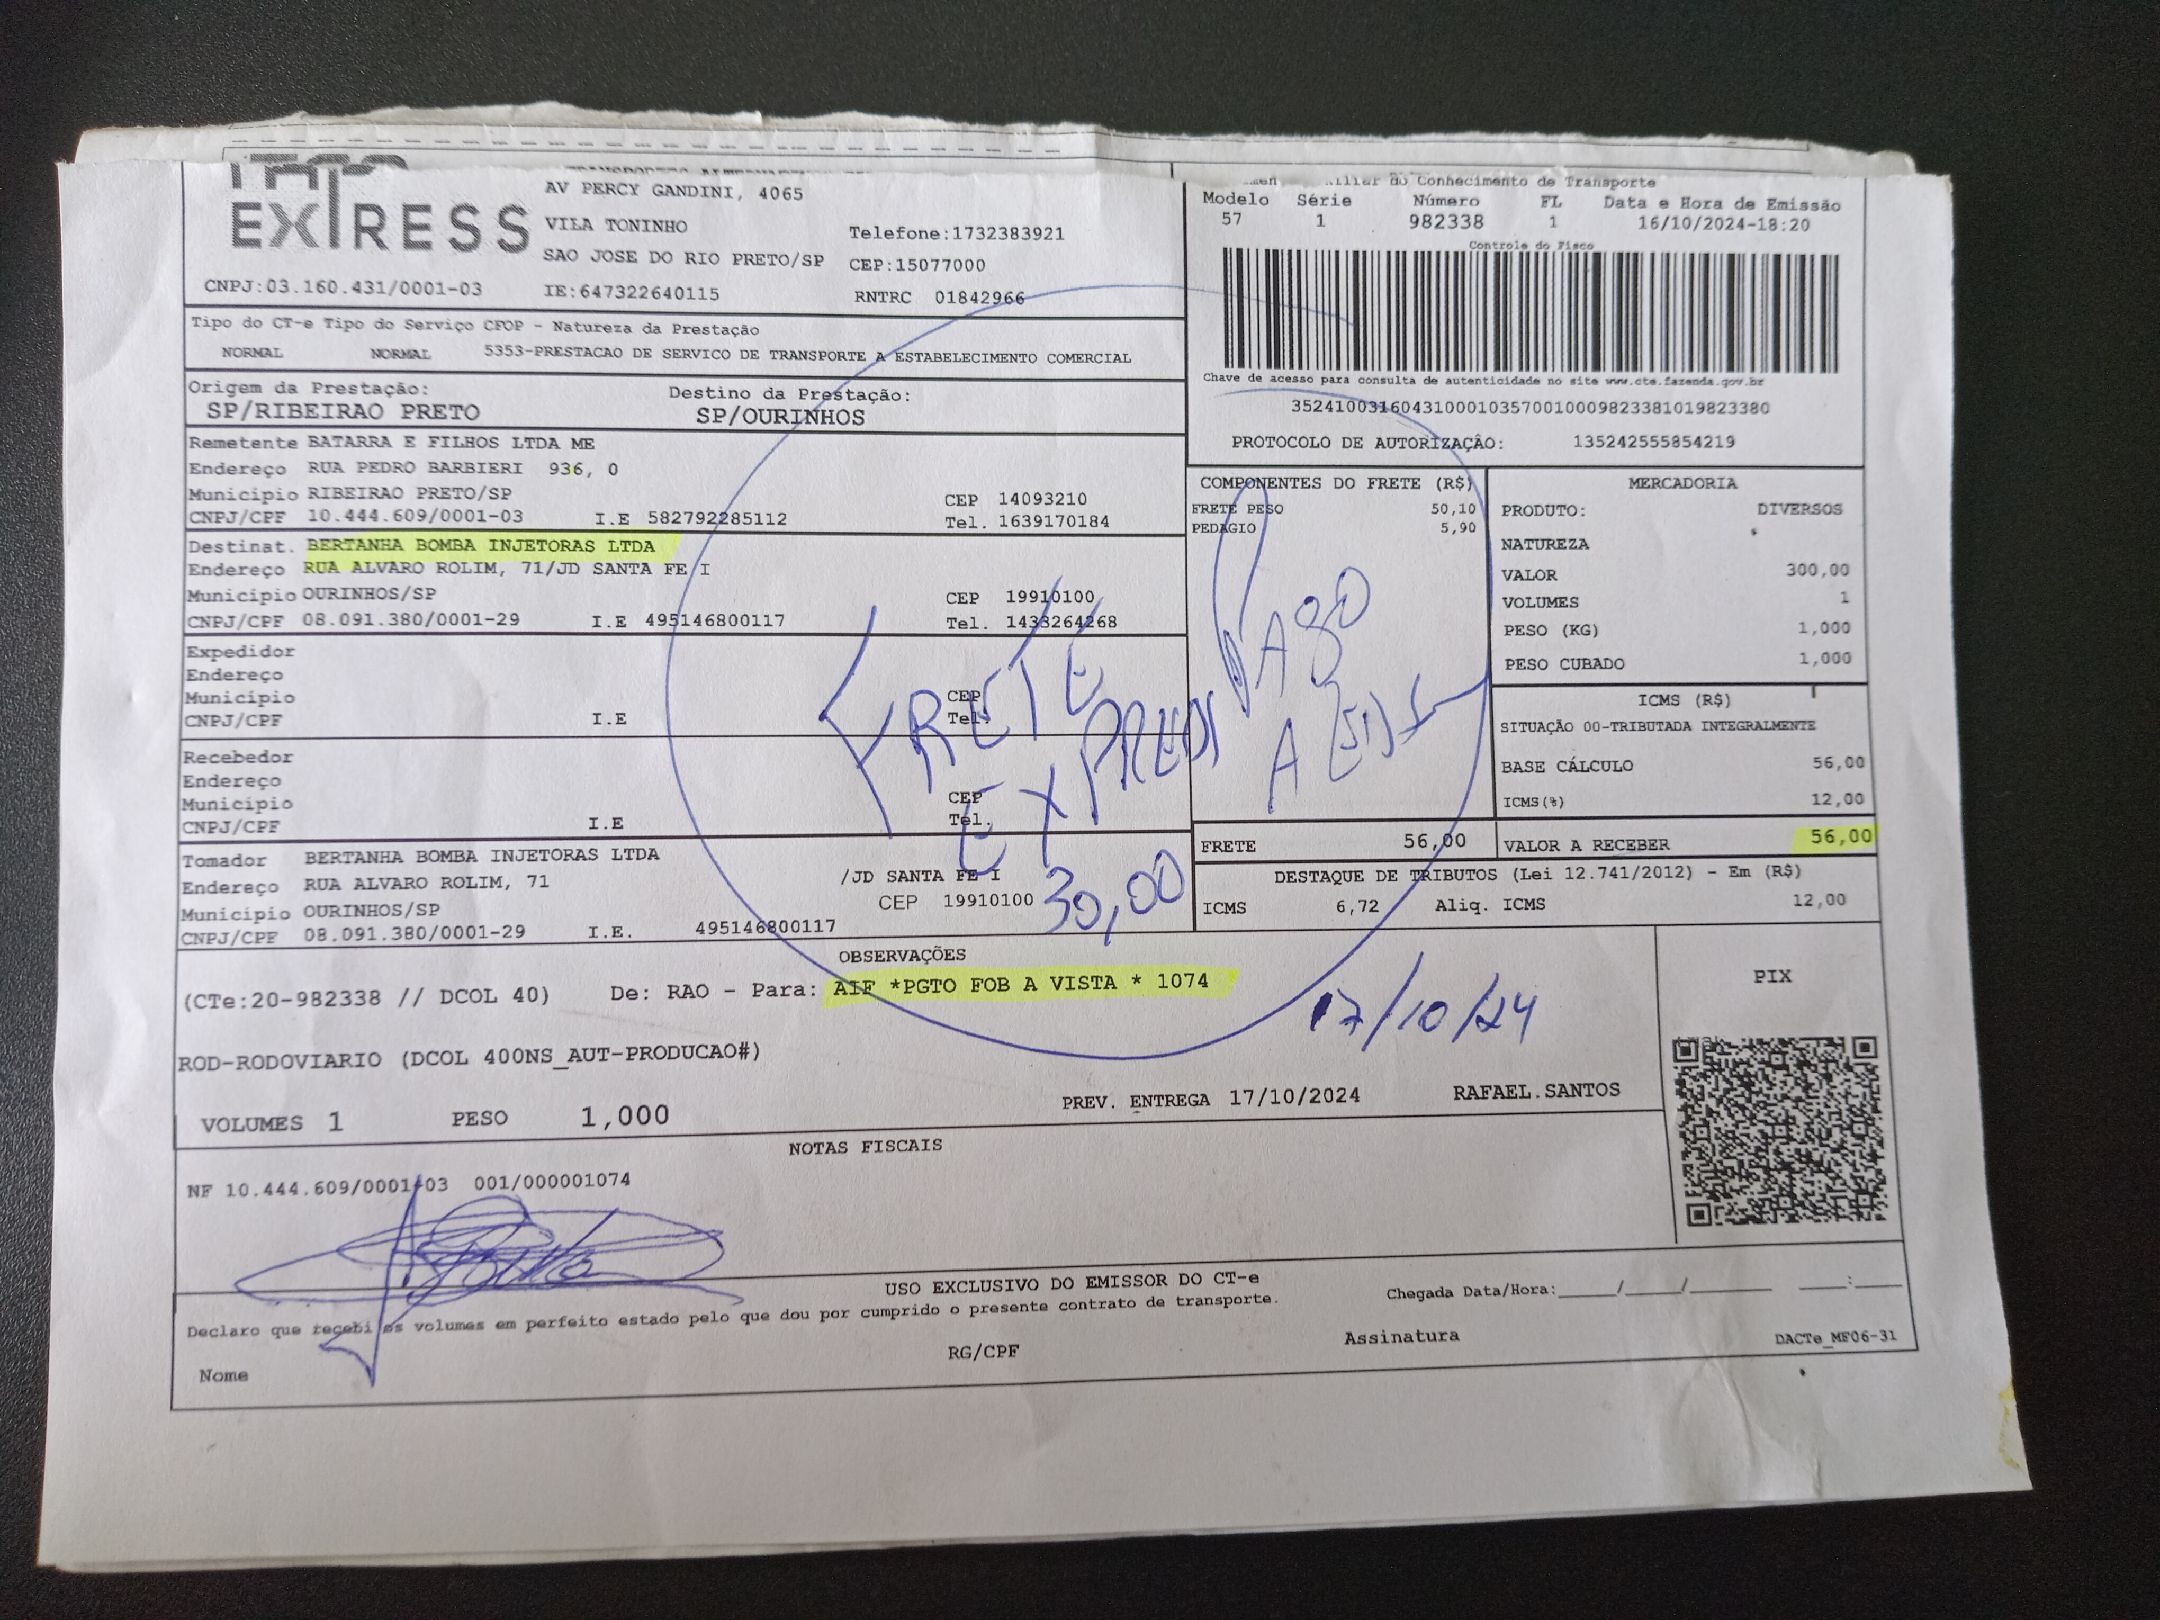 EXPRESS
AV PERCY GANDINI, 4065
VILA TONINHO
SAO JOSE DO RIO PRETO/SP
Telefone:1732383921
CEP:15077000
CNPJ:03.160.431/0001-03
IE:647322640115
RNTRC 01842966
do Conhecimento de Transporte
Modelo Série Número FL Data e Hora de Emissão
57 1 982338 1 16/10/2024-18:20
Controle do Fisco
Chave de acesso para consulta de autenticidade no site www.cte.fazenda.gov.br
35241003160431000103570010009823381019823380
PROTOCOLO DE AUTORIZAÇÃO: 135242555854219
Tipo do CT-e Tipo do Serviço CFOP - Natureza da Prestação
NORMAL NORMAL 5353-PRESTACAO DE SERVICO DE TRANSPORTE A ESTABELECIMENTO COMERCIAL
Origem da Prestação: Destino da Prestação:
SP/RIBEIRAO PRETO SP/OURINHOS
Remetente BATARRA E FILHOS LTDA ME
Endereço RUA PEDRO BARBIERI 936, 0
Município RIBEIRAO PRETO/SP CEP 14093210
CNPJ/CPF 10.444.609/0001-03 I.E 582792285112 Tel. 1639170184
Destinat. BERTANHA BOMBA INJETORAS LTDA
Endereço RUA ALVARO ROLIM, 71/JD SANTA FE I
Município OURINHOS/SP CEP 19910100
CNPJ/CPF 08.091.380/0001-29 I.E 495146800117 Tel. 1433264268
Expedidor
Endereço
Município CEP
CNPJ/CPF I.E Tel.
Recebedor
Endereço
Município CEP
CNPJ/CPF I.E Tel.
Tomador BERTANHA BOMBA INJETORAS LTDA
Endereço RUA ALVARO ROLIM, 71 /JD SANTA FE I
Município OURINHOS/SP CEP 19910100
CNPJ/CPF 08.091.380/0001-29 I.E. 495146800117
COMPONENTES DO FRETE (R$)
FRETE PESO 50,10
PEDAGIO 5,90
MERCADORIA
PRODUTO: DIVERSOS
NATUREZA
VALOR 300,00
VOLUMES 1
PESO (KG) 1,000
PESO CUBADO 1,000
ICMS (R$)
SITUAÇÃO 00-TRIBUTADA INTEGRALMENTE
BASE CÁLCULO 56,00
ICMS(%) 12,00
FRETE 56,00 VALOR A RECEBER 56,00
DESTAQUE DE TRIBUTOS (Lei 12.741/2012) - Em (R$)
ICMS 6,72 Aliq. ICMS 12,00
FRETE PAGO
30,00
17/10/24
OBSERVAÇÕES
(CTe:20-982338 // DCOL 40) De: RAO - Para: AIF *PGTO FOB A VISTA * 1074
ROD-RODOVIARIO (DCOL 400NS_AUT-PRODUCAO#)
VOLUMES 1 PESO 1,000 PREV. ENTREGA 17/10/2024 RAFAEL.SANTOS
PIX
NOTAS FISCAIS
NF 10.444.609/0001-03 001/000001074
USO EXCLUSIVO DO EMISSOR DO CT-e
Declaro que recebi os volumes em perfeito estado pelo que dou por cumprido o presente contrato de transporte.
Chegada Data/Hora:_____/_____/_______ ____:____
Nome RG/CPF Assinatura
DACTe_MF06-31